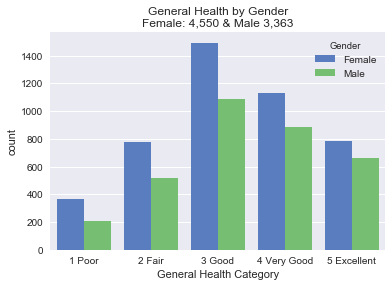 General Health by Gender
Female: 4,550 & Male 3,363
Gender
Female
Male
1400
1200
1000
800
600
400
200
0
count
1 Poor
2 Fair
3 Good
4 Very Good
5 Excellent
General Health Category